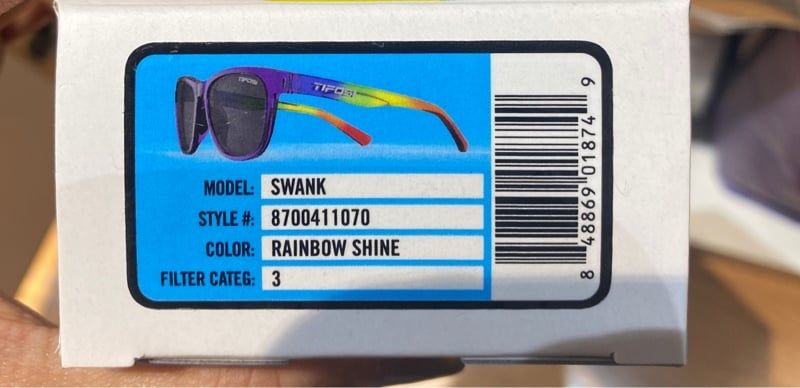 TIFOSI
TIFOSI
MODEL: SWANK
STYLE #: 8700411070
COLOR: RAINBOW SHINE
FILTER CATEG: 3
8 48869 01874 9